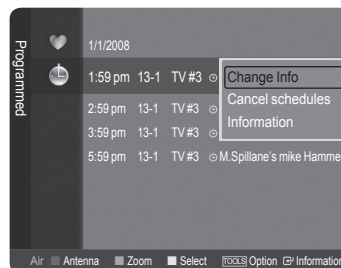 Programmed
1/1/2008
1:59 pm 13-1 TV #3 Change Info
Cancel schedules
2:59 pm 13-1 TV #3
Information
3:59 pm 13-1 TV #3
5:59 pm 13-1 TV #3 M.Spillane's mike Hamme
Air Antenna Zoom Select TOOLS Option Information